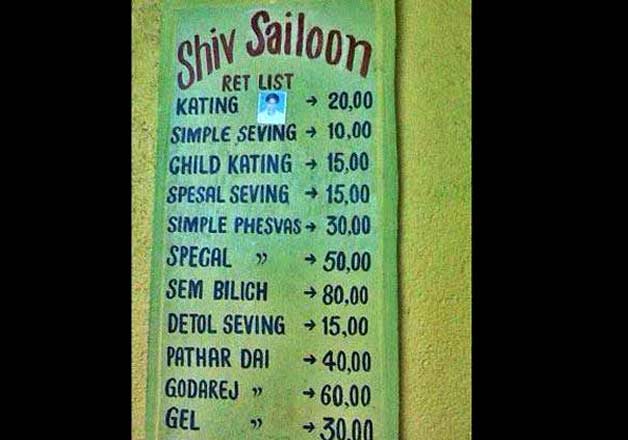 Shiv Sailoon
RET LIST
KATING → 20,00
SIMPLE SEVING → 10,00
CHILD KATING → 15,00
SPESAL SEVING → 15,00
SIMPLE PHESVAS → 30,00
SPECAL " → 50,00
SEM BILICH → 80,00
DETOL SEVING → 15,00
PATHAR DAI → 40,00
GODAREJ " → 60,00
GEL " → 30,00